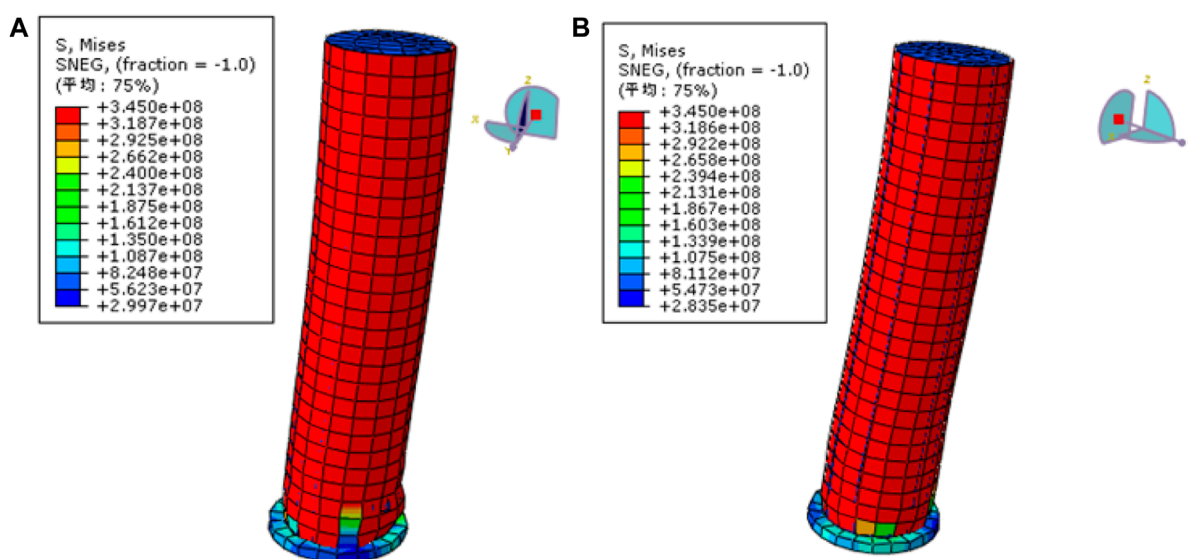 A
S, Mises
SNEG, (fraction = -1.0)
(平均 : 75%)
+3.450e+08
+3.187e+08
+2.925e+08
+2.662e+08
+2.400e+08
+2.137e+08
+1.875e+08
+1.612e+08
+1.350e+08
+1.087e+08
+8.248e+07
+5.623e+07
+2.997e+07
Z
X
Y
B
S, Mises
SNEG, (fraction = -1.0)
(平均 : 75%)
+3.450e+08
+3.186e+08
+2.922e+08
+2.658e+08
+2.394e+08
+2.131e+08
+1.867e+08
+1.603e+08
+1.339e+08
+1.075e+08
+8.112e+07
+5.473e+07
+2.835e+07
Z